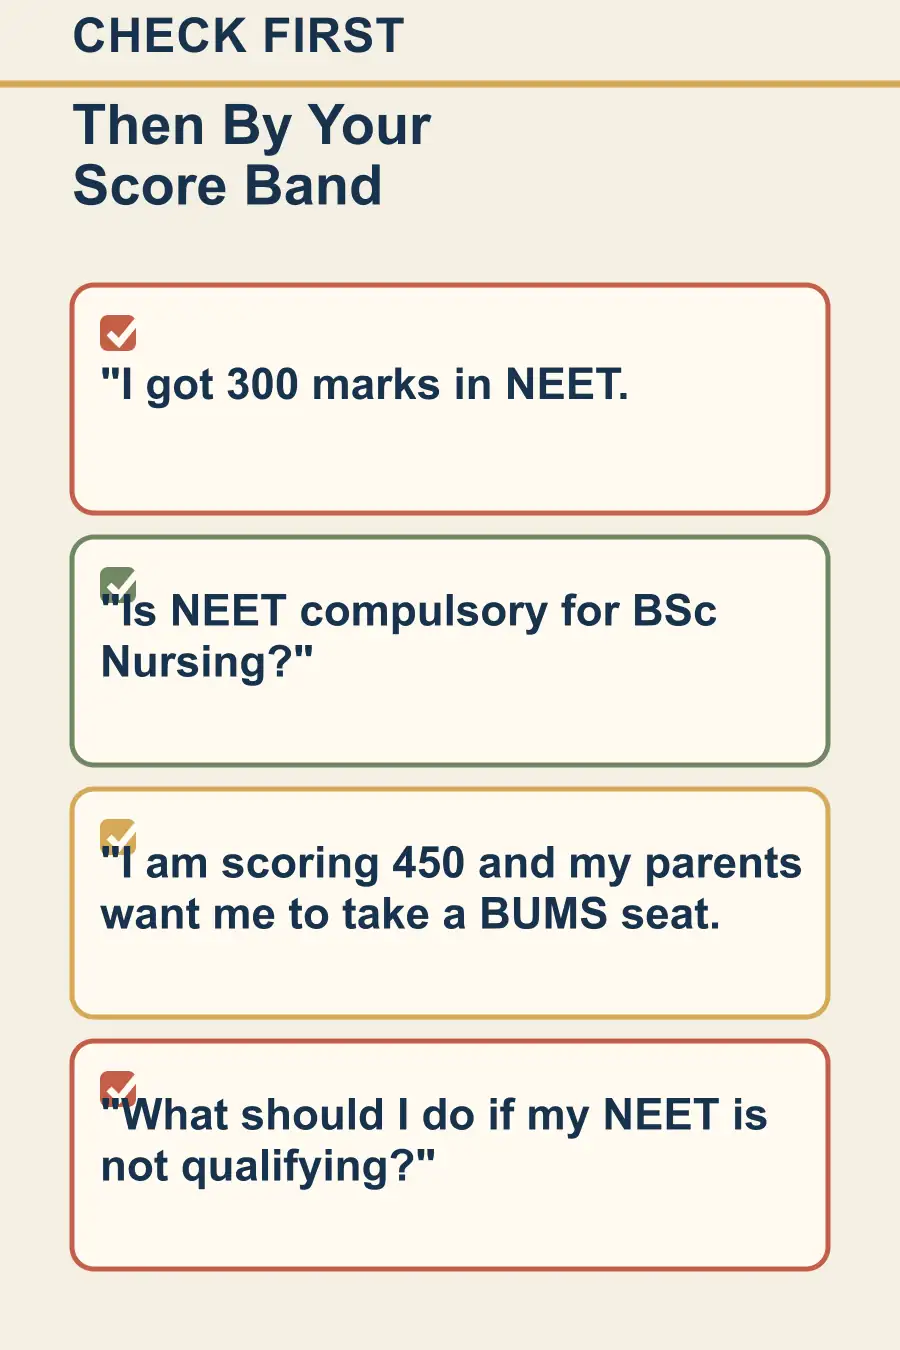 CHECK FIRST
Then By Your
Score Band
"I got 300 marks in NEET.
"Is NEET compulsory for BSc
Nursing?"
"I am scoring 450 and my parents
want me to take a BUMS seat.
"What should I do if my NEET is
not qualifying?"